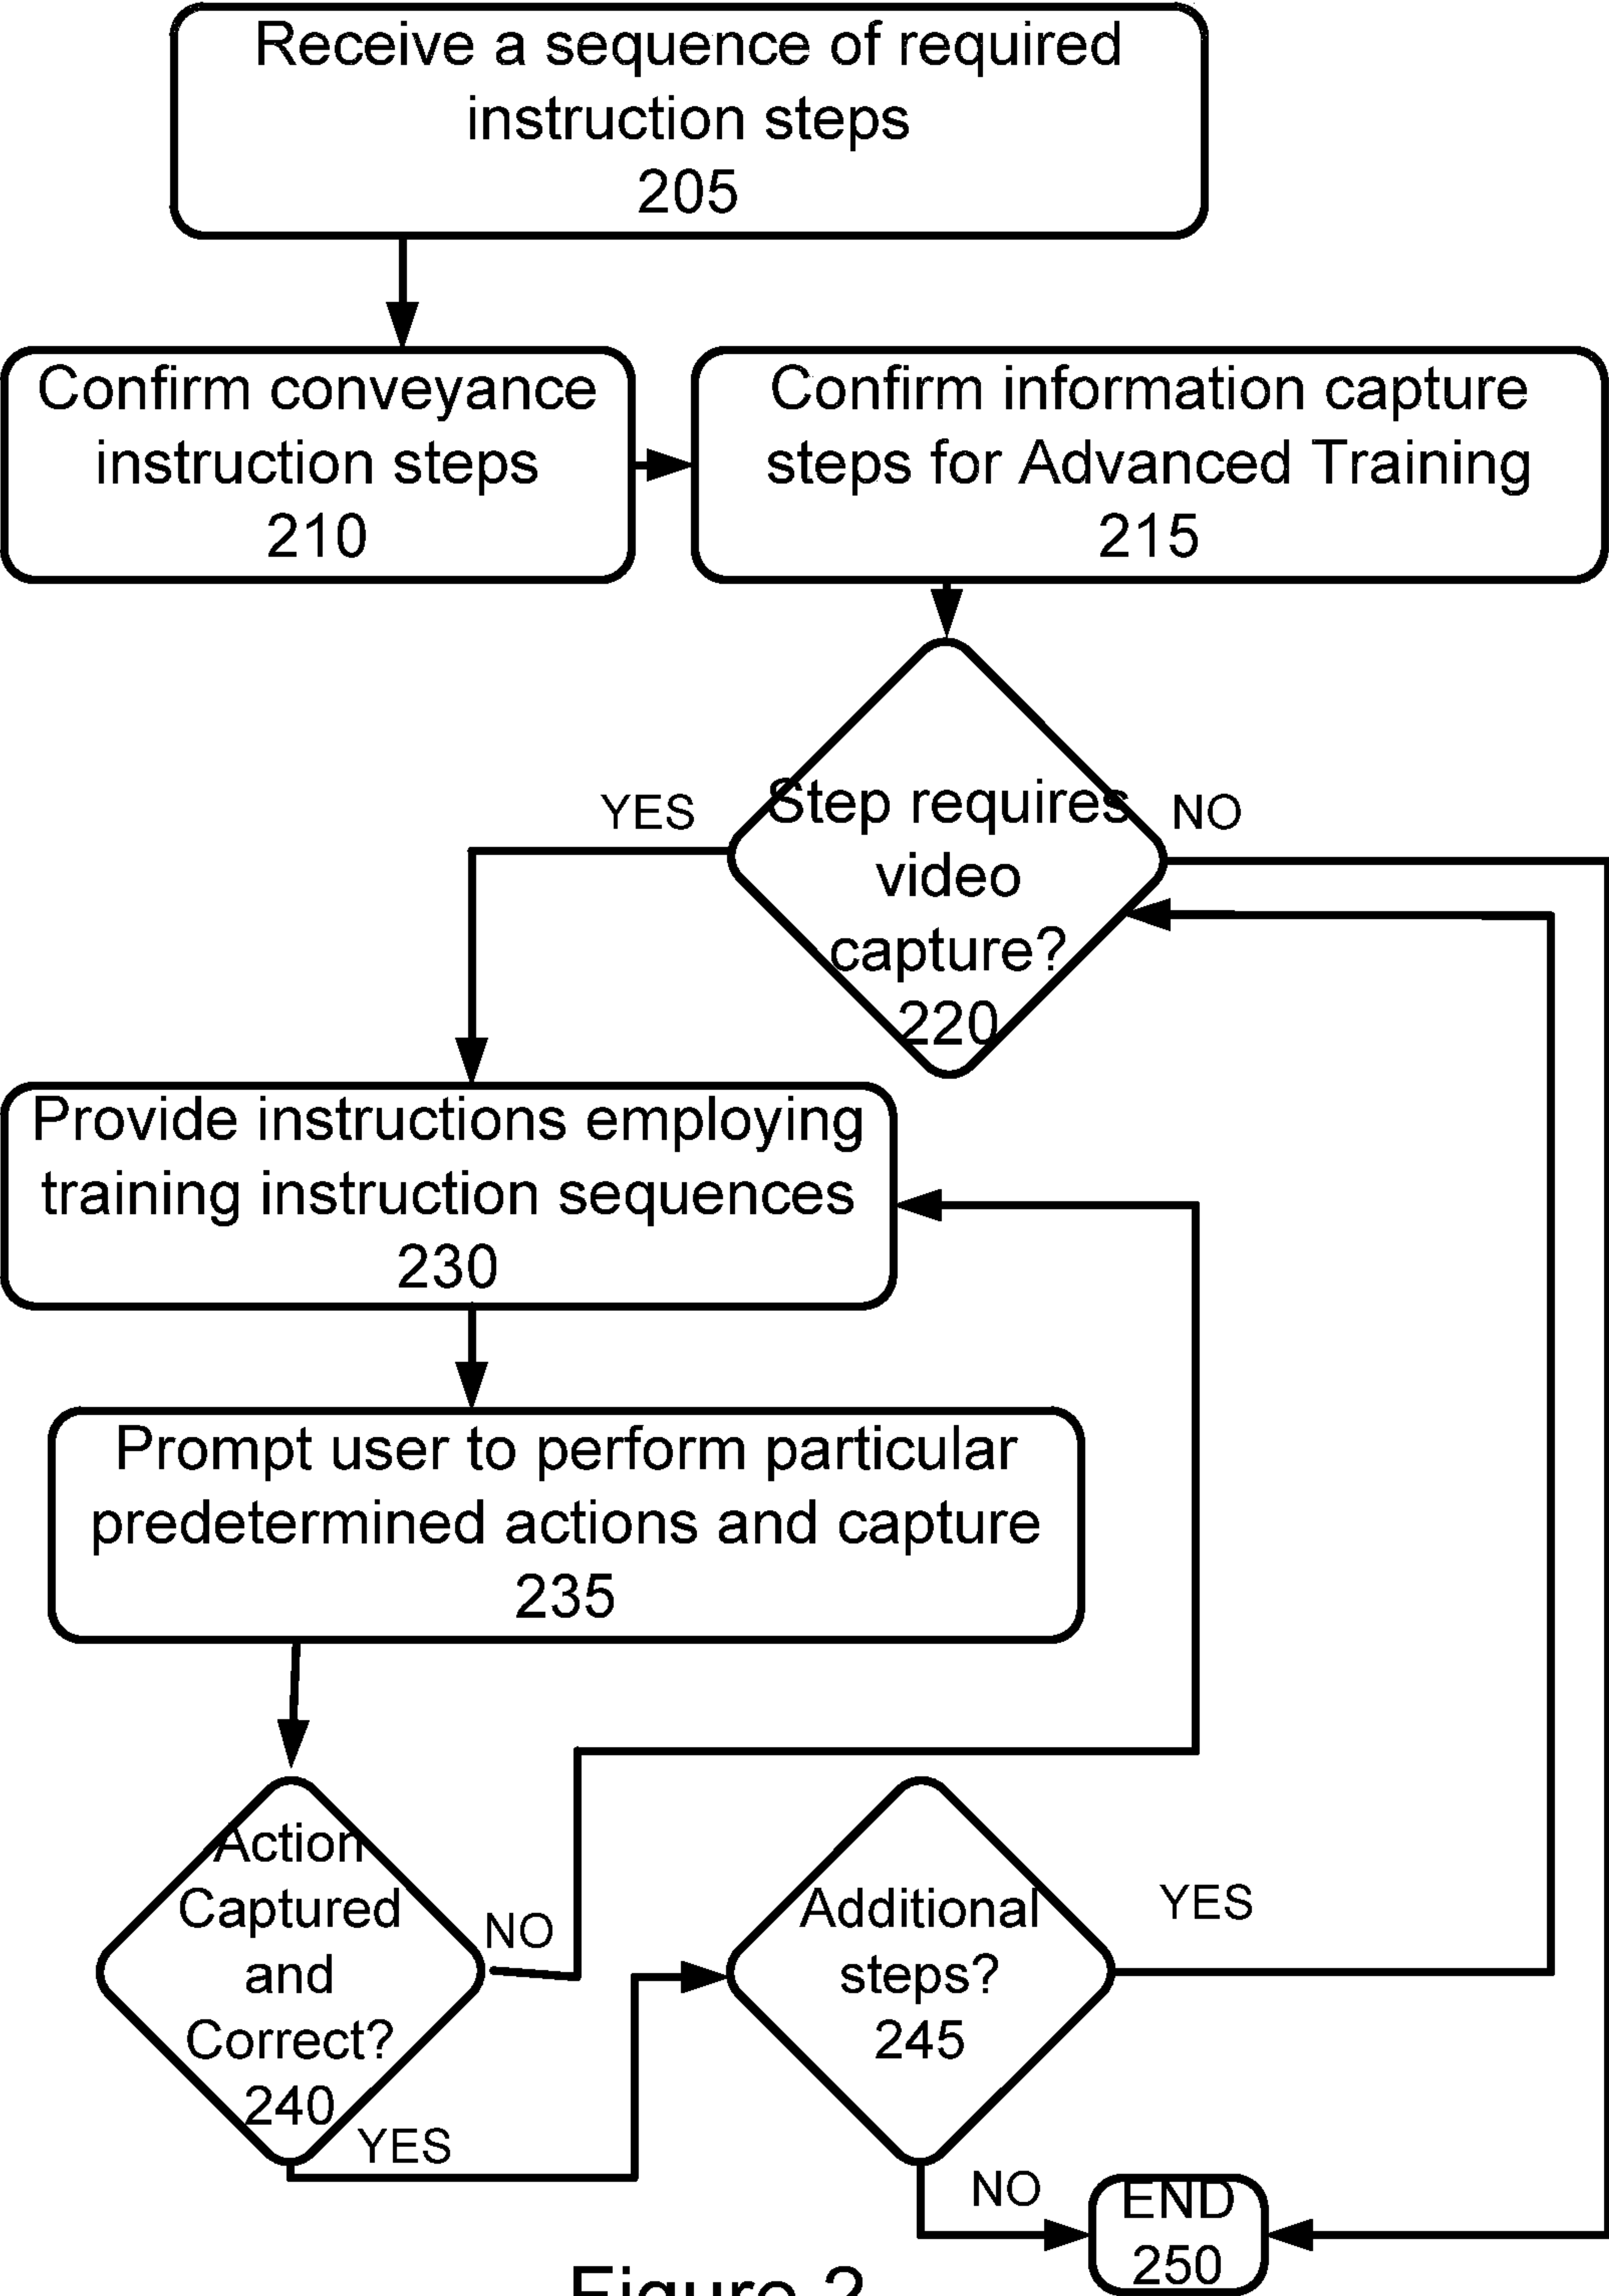 Receive a sequence of required
instruction steps
205
Confirm conveyance
instruction steps
210
Confirm information capture
steps for Advanced Training
215
Step requires
video
capture?
220
YES
NO
Provide instructions employing
training instruction sequences
230
Prompt user to perform particular
predetermined actions and capture
235
Action
Captured
and
Correct?
240
NO
YES
Additional
steps?
245
YES
NO
END
250
Figure 2